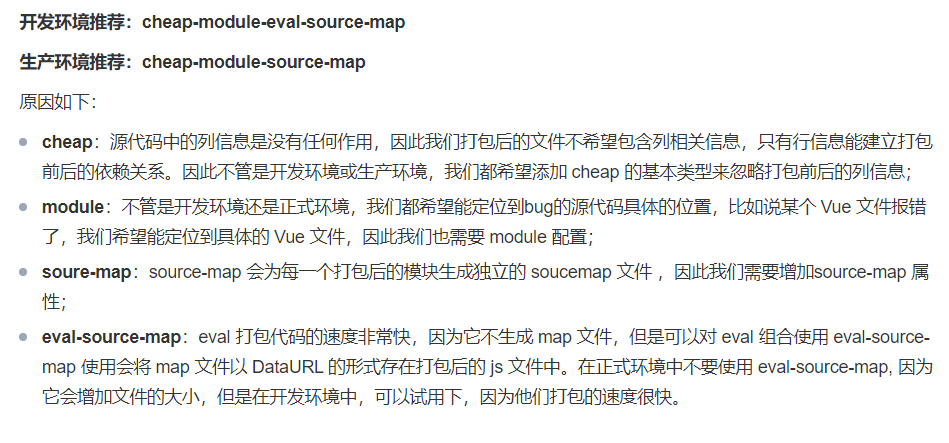 开发环境推荐：cheap-module-eval-source-map
生产环境推荐：cheap-module-source-map
原因如下：
cheap：源代码中的列信息是没有任何作用，因此我们打包后的文件不希望包含列相关信息，只有行信息能建立打包
前后的依赖关系。因此不管是开发环境或生产环境，我们都希望添加 cheap 的基本类型来忽略打包前后的列信息；
module：不管是开发环境还是正式环境，我们都希望能定位到bug的源代码具体的位置，比如说某个 Vue 文件报错
了，我们希望能定位到具体的 Vue 文件，因此我们也需要 module 配置；
soure-map：source-map 会为每一个打包后的模块生成独立的 soucemap 文件 ，因此我们需要增加source-map 属
性；
eval-source-map：eval 打包代码的速度非常快，因为它不生成 map 文件，但是可以对 eval 组合使用 eval-source-
map 使用会将 map 文件以 DataURL 的形式存在打包后的 js 文件中。在正式环境中不要使用 eval-source-map, 因为
它会增加文件的大小，但是在开发环境中，可以试用下，因为他们打包的速度很快。